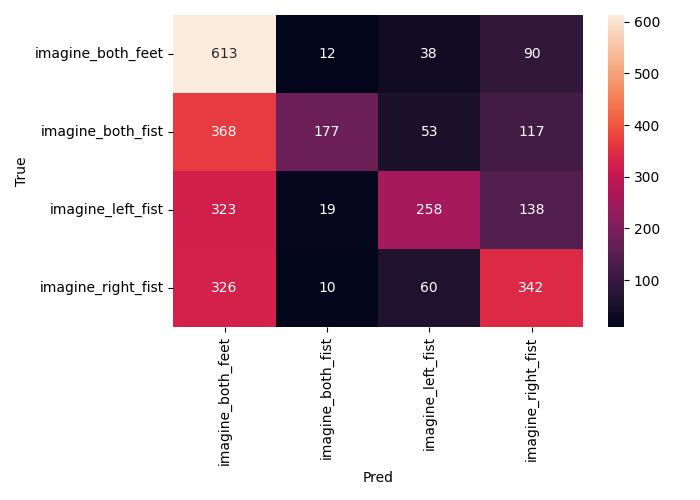 imagine_both_feet 613 12 38 90
imagine_both_fist 368 177 53 117
imagine_left_fist 323 19 258 138
imagine_right_fist 326 10 60 342
True
imagine_both_feet
imagine_both_fist
imagine_left_fist
imagine_right_fist
Pred
600
500
400
300
200
100